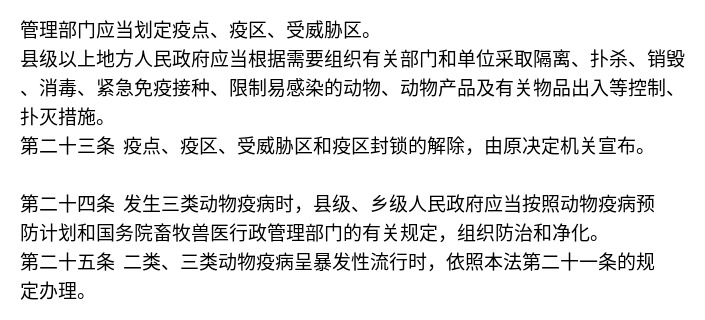 管理部门应当划定疫点、疫区、受威胁区。
县级以上地方人民政府应当根据需要组织有关部门和单位采取隔离、扑杀、销毁
、消毒、紧急免疫接种、限制易感染的动物、动物产品及有关物品出入等控制、
扑灭措施。
第二十三条 疫点、疫区、受威胁区和疫区封锁的解除，由原决定机关宣布。
第二十四条 发生三类动物疫病时，县级、乡级人民政府应当按照动物疫病预
防计划和国务院畜牧兽医行政管理部门的有关规定，组织防治和净化。
第二十五条 二类、三类动物疫病呈暴发性流行时，依照本法第二十一条的规
定办理。